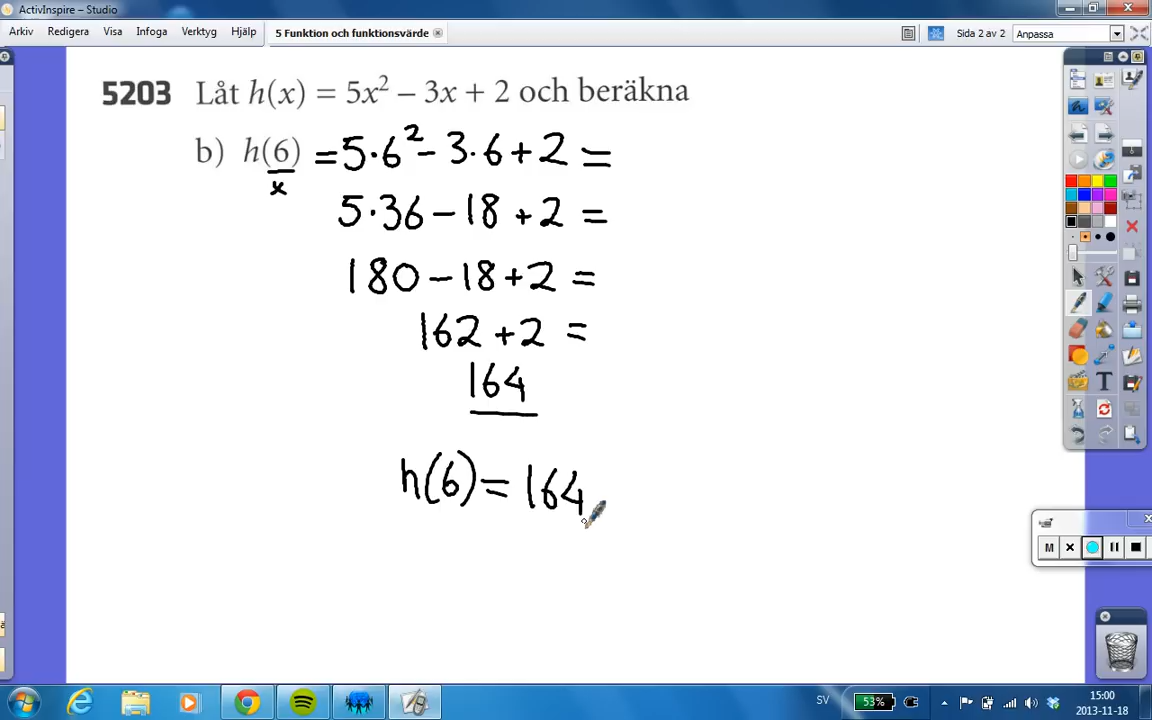 ActivInspire – Studio
Arkiv Redigera Visa Infoga Verktyg Hjälp 5 Funktion och funktionsvärde Sida 2 av 2 Anpassa
5203 Låt h(x) = 5x² – 3x + 2 och beräkna
b) h(6) = 5·6² - 3·6 + 2 =
x
5·36 - 18 + 2 =
180 - 18 + 2 =
162 + 2 =
164
h(6) = 164
M
SV 53% 15:00
2013-11-18